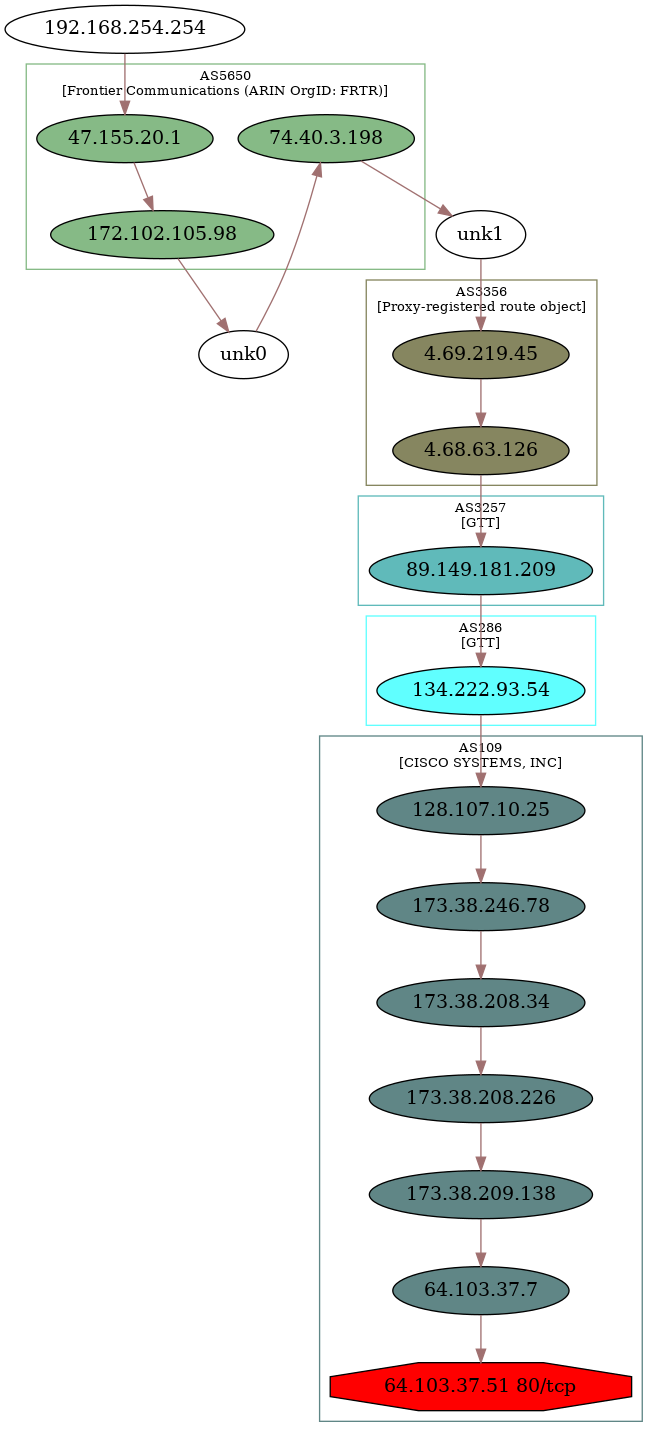 192.168.254.254
AS5650
[Frontier Communications (ARIN OrgID: FRTR)]
47.155.20.1
74.40.3.198
172.102.105.98
unk1
unk0
AS3356
[Proxy-registered route object]
4.69.219.45
4.68.63.126
AS3257
[GTT]
89.149.181.209
AS286
[GTT]
134.222.93.54
AS109
[CISCO SYSTEMS, INC]
128.107.10.25
173.38.246.78
173.38.208.34
173.38.208.226
173.38.209.138
64.103.37.7
64.103.37.51 80/tcp